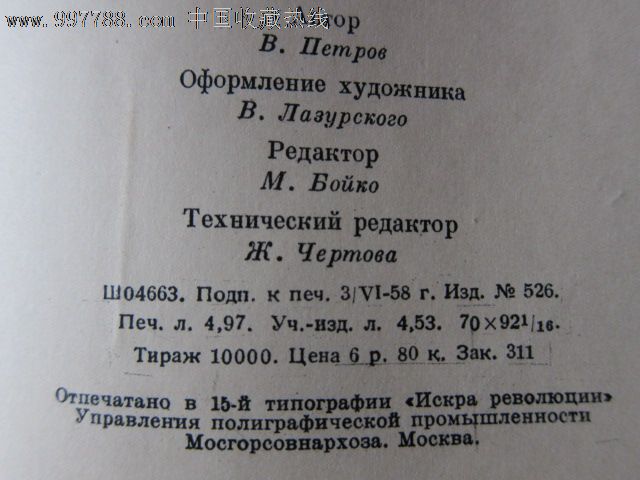 www.997788.com 中国收藏热线
Автор
В. Петров
Оформление художника
В. Лазурского
Редактор
М. Бойко
Технический редактор
Ж. Чертова
Ш04663. Подп. к печ. 3/VI-58 г. Изд. № 526.
Печ. л. 4,97. Уч.-изд. л. 4,53. 70×92¹/₁₆.
Тираж 10000. Цена 6 р. 80 к. Зак. 311
Отпечатано в 15-й типографии «Искра революции»
Управления полиграфической промышленности
Мосгорсовнархоза. Москва.